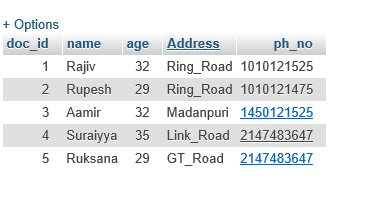 + Options
doc_id name age Address ph_no
1 Rajiv 32 Ring_Road 1010121525
2 Rupesh 29 Ring_Road 1010121475
3 Aamir 32 Madanpuri 1450121525
4 Suraiyya 35 Link_Road 2147483647
5 Ruksana 29 GT_Road 2147483647